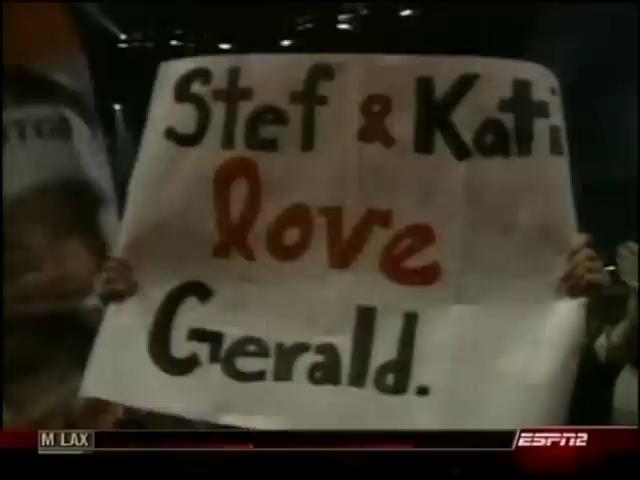 Stef & Kati
love
Gerald.
M LAX
ESPN2